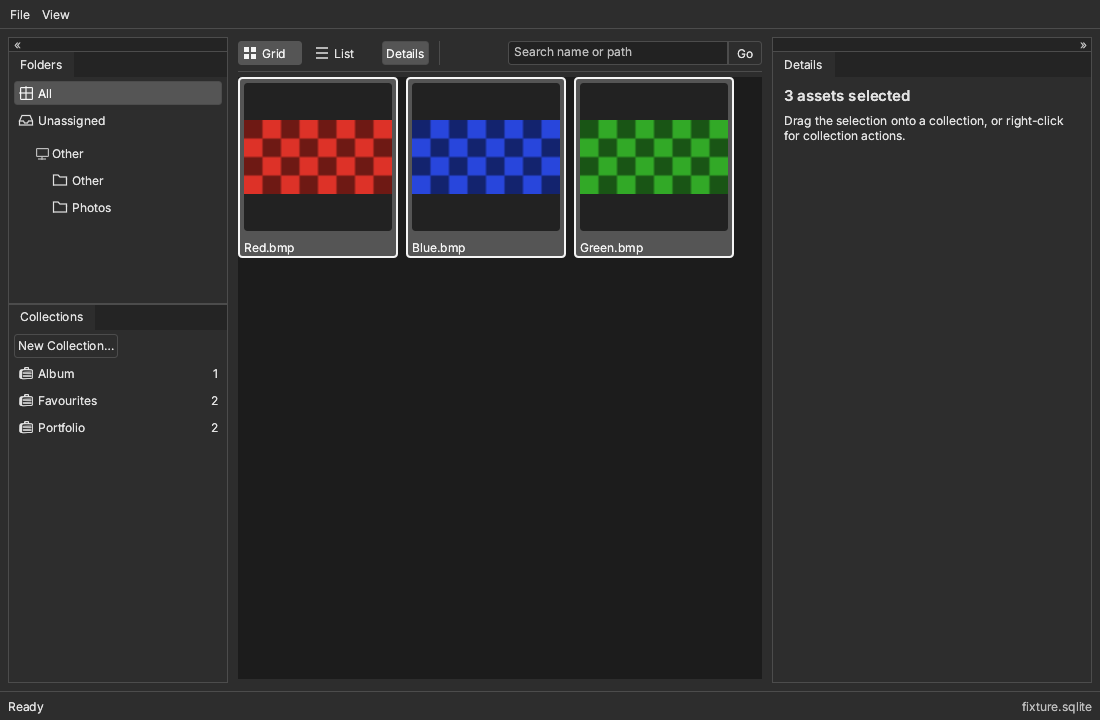 File View
«
Folders
All
Unassigned
Other
Other
Photos
Collections
New Collection...
Album 1
Favourites 2
Portfolio 2
Grid List Details Search name or path Go
Red.bmp Blue.bmp Green.bmp
»
Details
3 assets selected
Drag the selection onto a collection, or right-click
for collection actions.
Ready fixture.sqlite